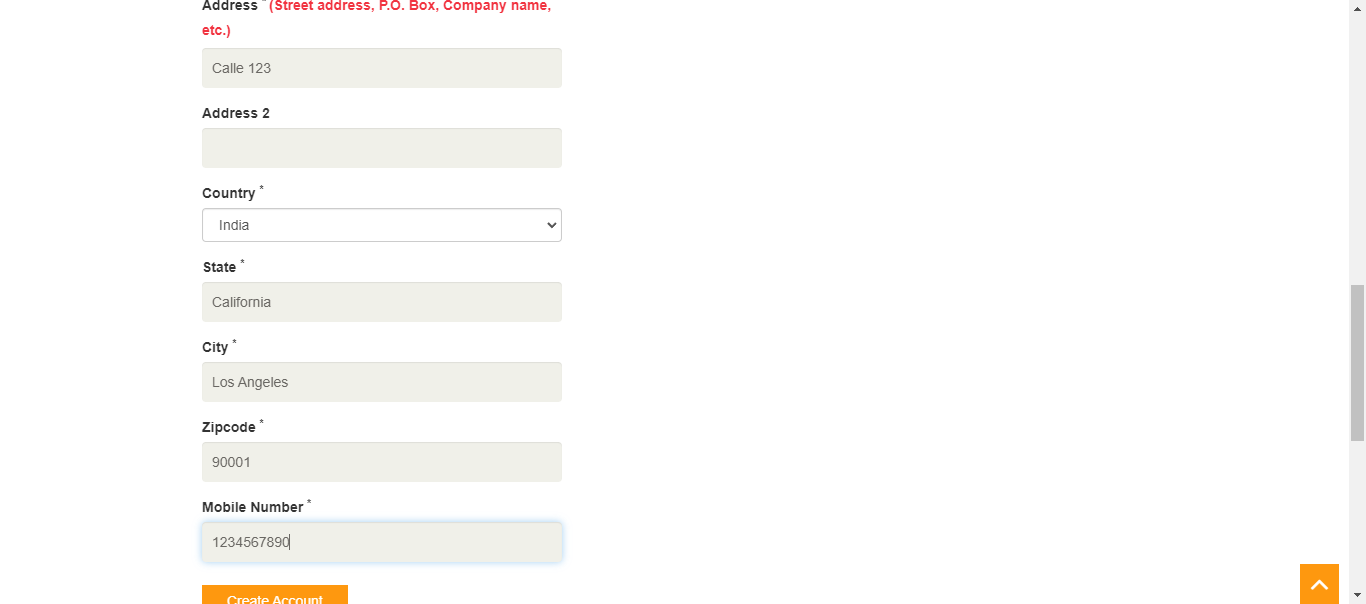 Address * (Street address, P.O. Box, Company name,
etc.)
Calle 123
Address 2
Country *
India
State *
California
City *
Los Angeles
Zipcode *
90001
Mobile Number *
1234567890
Create Account